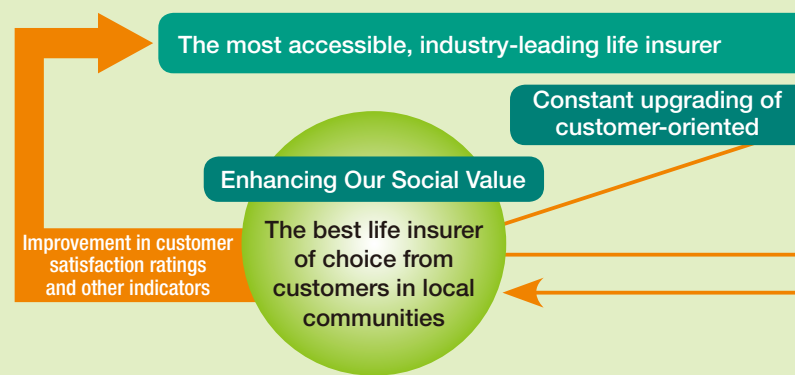 The most accessible, industry-leading life insurer
Constant upgrading of
customer-oriented
Enhancing Our Social Value
The best life insurer
of choice from
customers in local
communities
Improvement in customer
satisfaction ratings
and other indicators